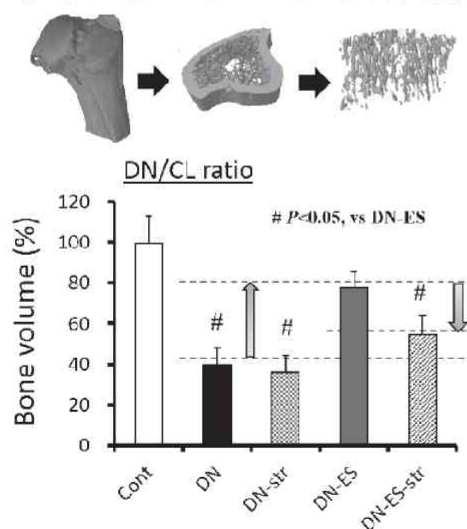 DN/CL ratio
# P<0.05, vs DN-ES
Bone volume (%)
120
100
80
60
40
20
0
#
#
#
Cont
DN
DN-str
DN-ES
DN-ES-str